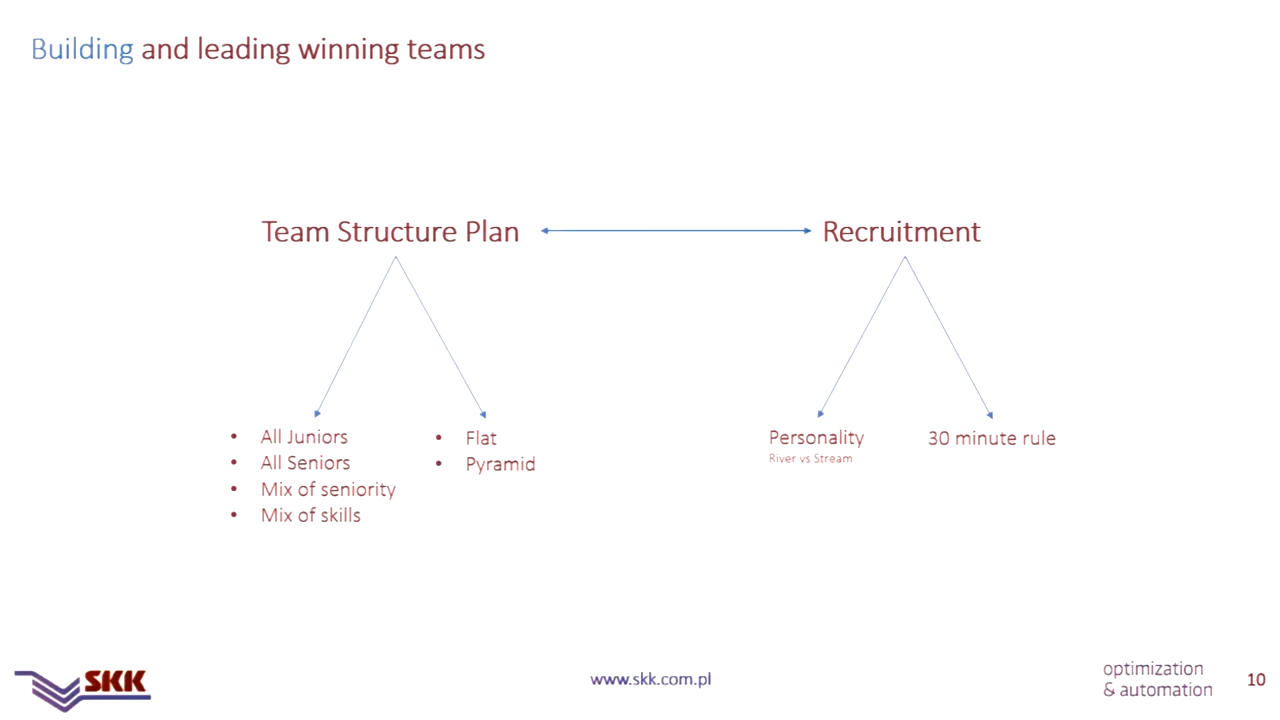 Building and leading winning teams
Team Structure Plan
Recruitment
• All Juniors
• All Seniors
• Mix of seniority
• Mix of skills
• Flat
• Pyramid
Personality
River vs Stream
30 minute rule
SKK
www.skk.com.pl
optimization
& automation
10